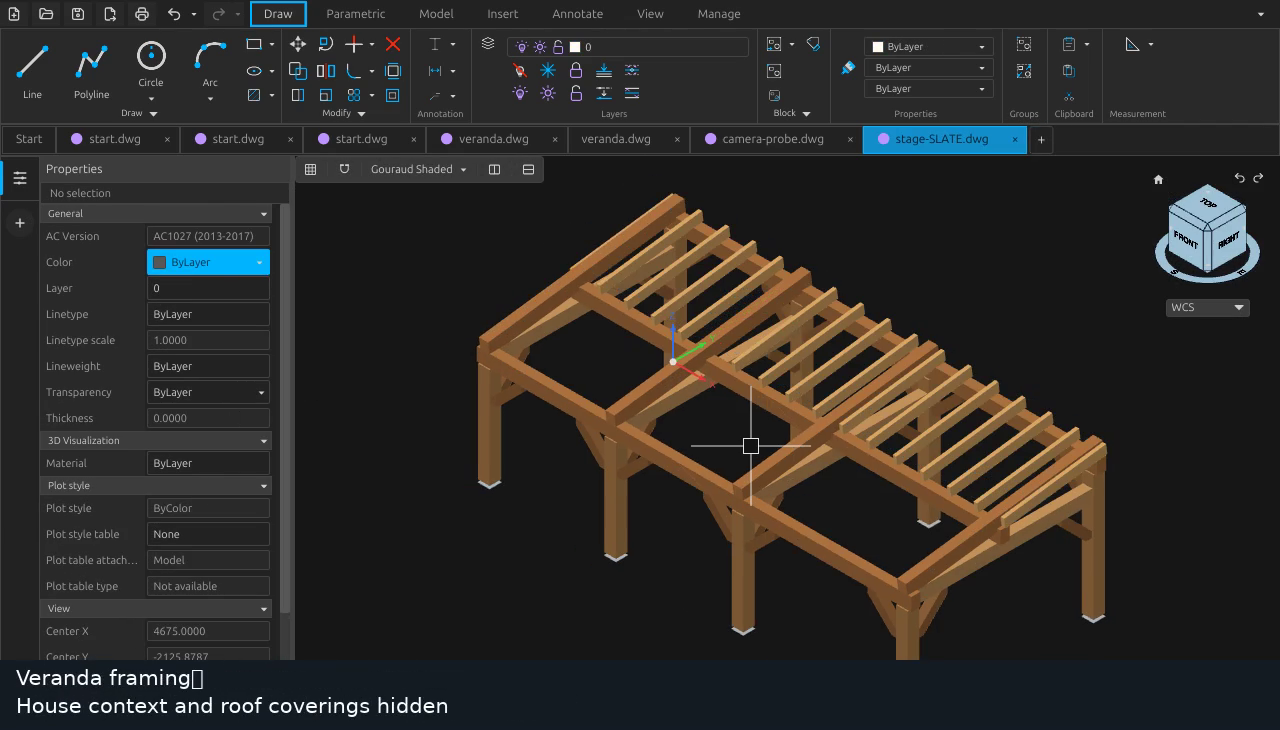 Draw
Parametric
Model
Insert
Annotate
View
Manage
Line
Polyline
Circle
Arc
0
ByLayer
ByLayer
ByLayer
Draw
Modify
Annotation
Layers
Block
Properties
Groups
Clipboard
Measurement
Start
start.dwg
start.dwg
start.dwg
veranda.dwg
veranda.dwg
camera-probe.dwg
stage-SLATE.dwg
Properties
No selection
General
AC Version AC1027 (2013-2017)
Color ByLayer
Layer 0
Linetype ByLayer
Linetype scale 1.0000
Lineweight ByLayer
Transparency ByLayer
Thickness 0.0000
3D Visualization
Material ByLayer
Plot style
Plot style ByColor
Plot style table None
Plot table attach... Model
Plot table type Not available
View
Center X 4675.0000
Center Y -2125.8787
Gouraud Shaded
TOP
FRONT
RIGHT
S
E
WCS
Veranda framing
House context and roof coverings hidden